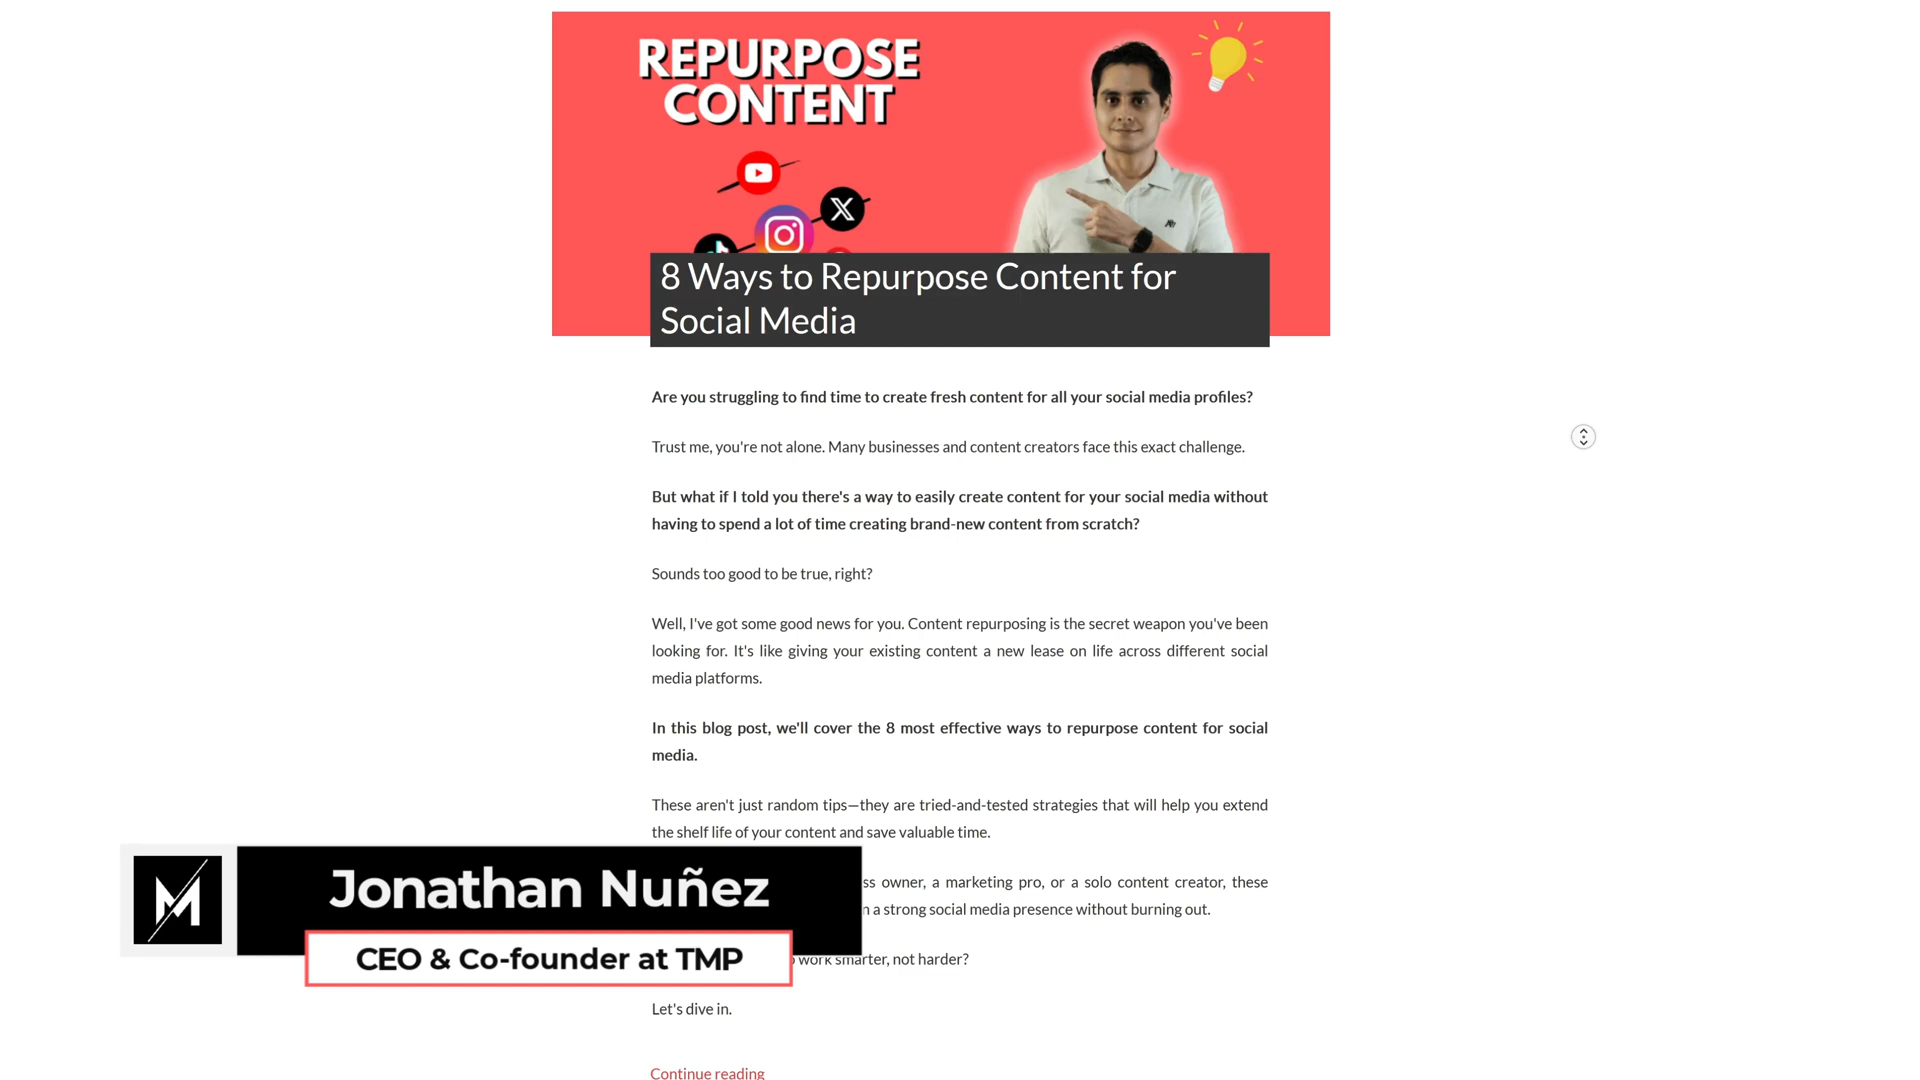 REPURPOSE
CONTENT
8 Ways to Repurpose Content for
Social Media
Are you struggling to find time to create fresh content for all your social media profiles?
Trust me, you're not alone. Many businesses and content creators face this exact challenge.
But what if I told you there's a way to easily create content for your social media without
having to spend a lot of time creating brand-new content from scratch?
Sounds too good to be true, right?
Well, I've got some good news for you. Content repurposing is the secret weapon you've been
looking for. It's like giving your existing content a new lease on life across different social
media platforms.
In this blog post, we'll cover the 8 most effective ways to repurpose content for social
media.
These aren't just random tips—they are tried-and-tested strategies that will help you extend
the shelf life of your content and save valuable time.
ss owner, a marketing pro, or a solo content creator, these
n a strong social media presence without burning out.
work smarter, not harder?
Let's dive in.
Continue reading
M
Jonathan Nuñez
CEO & Co-founder at TMP